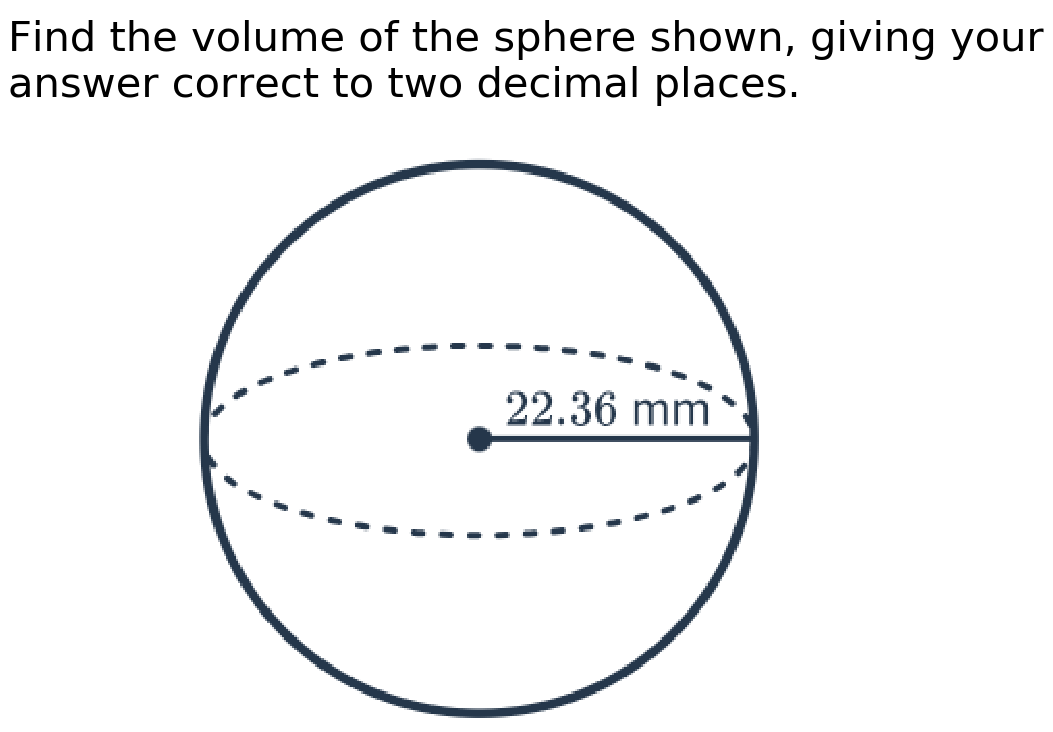 Find the volume of the sphere shown, giving your
answer correct to two decimal places.
22.36 mm